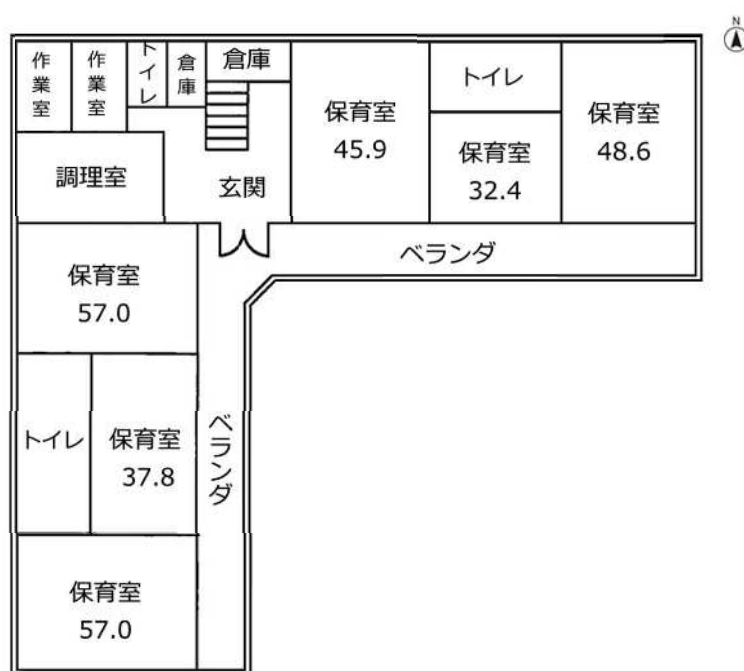 N
作業室
作業室
トイレ
倉庫
倉庫
保育室
45.9
トイレ
保育室
32.4
保育室
48.6
調理室
玄関
ベランダ
保育室
57.0
トイレ
保育室
37.8
ベランダ
保育室
57.0